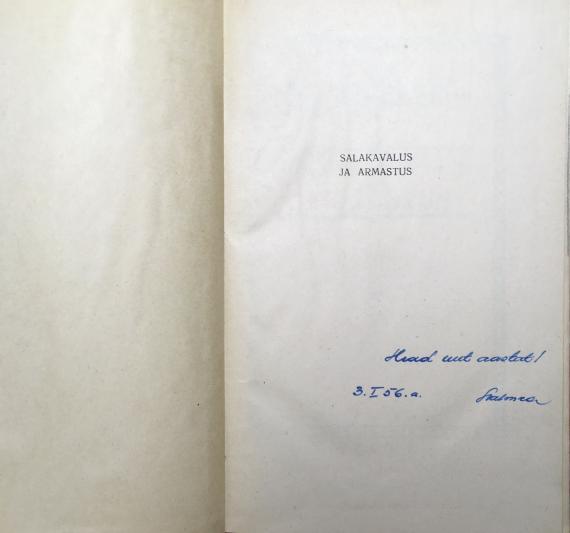 SALAKAVALUS
JA ARMASTUS
Head uut aastat!
3. I 56. a.